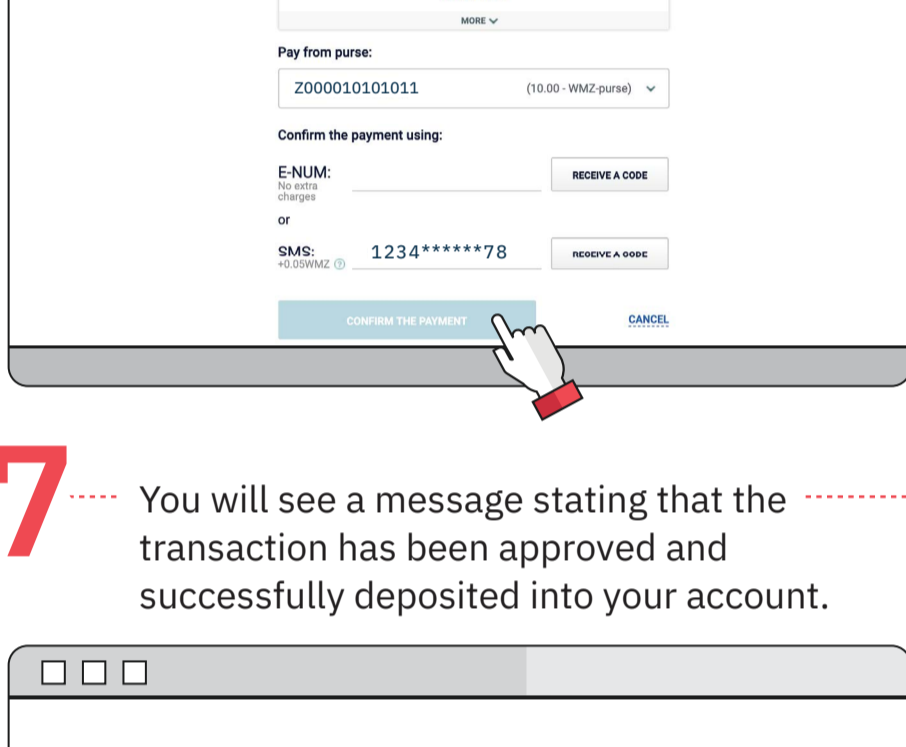 MORE
Pay from purse:
Z000010101011 (10.00 - WMZ-purse)
Confirm the payment using:
E-NUM: RECEIVE A CODE
No extra
charges
or
SMS: 1234******78 RECEIVE A CODE
+0.05WMZ ?
CONFIRM THE PAYMENT CANCEL
7 You will see a message stating that the
transaction has been approved and
successfully deposited into your account.